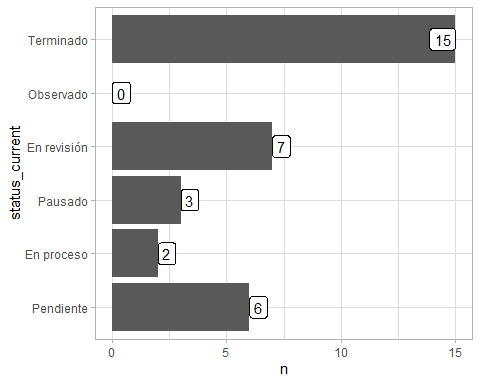 status_current
Terminado
15
Observado
0
En revisión
7
Pausado
3
En proceso
2
Pendiente
6
0
5
10
15
n